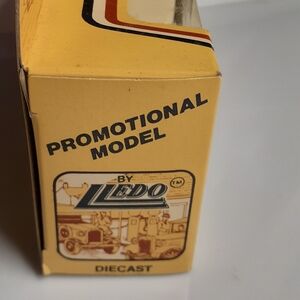 PROMOTIONAL
MODEL
BY
LLEDO TM
DIECAST